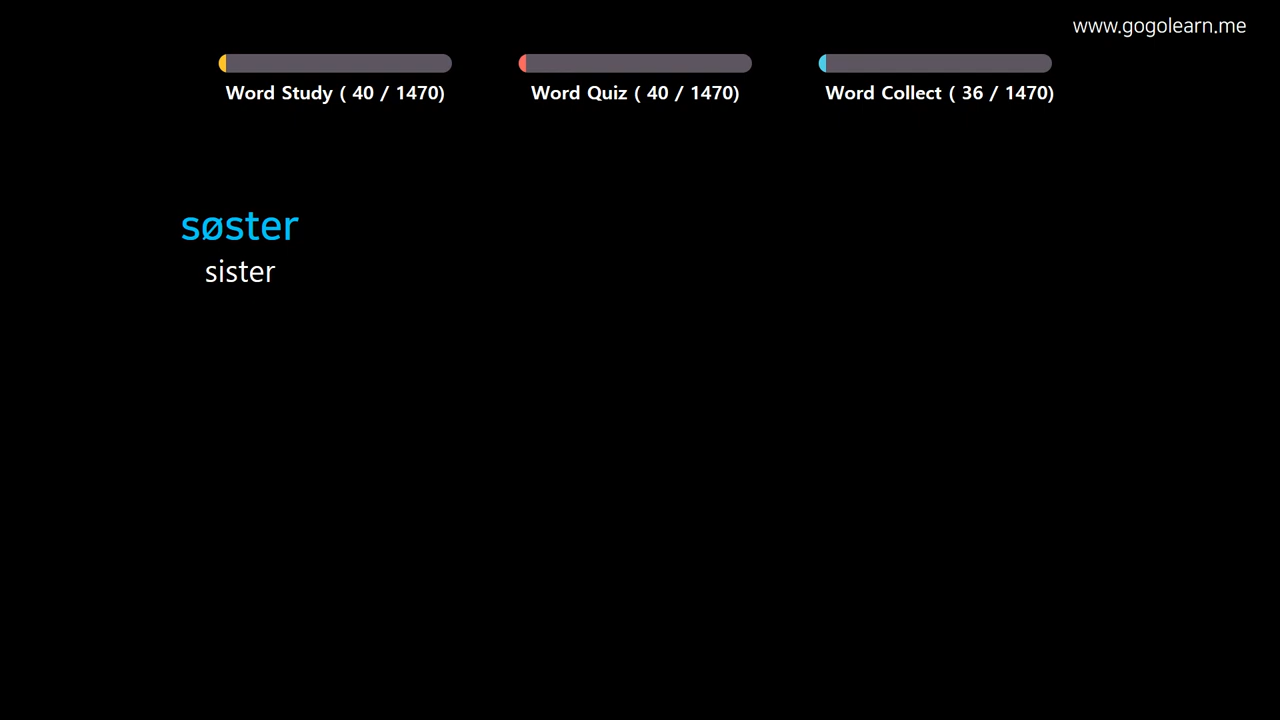 www.gogolearn.me
Word Study ( 40 / 1470)
Word Quiz ( 40 / 1470)
Word Collect ( 36 / 1470)
søster
sister